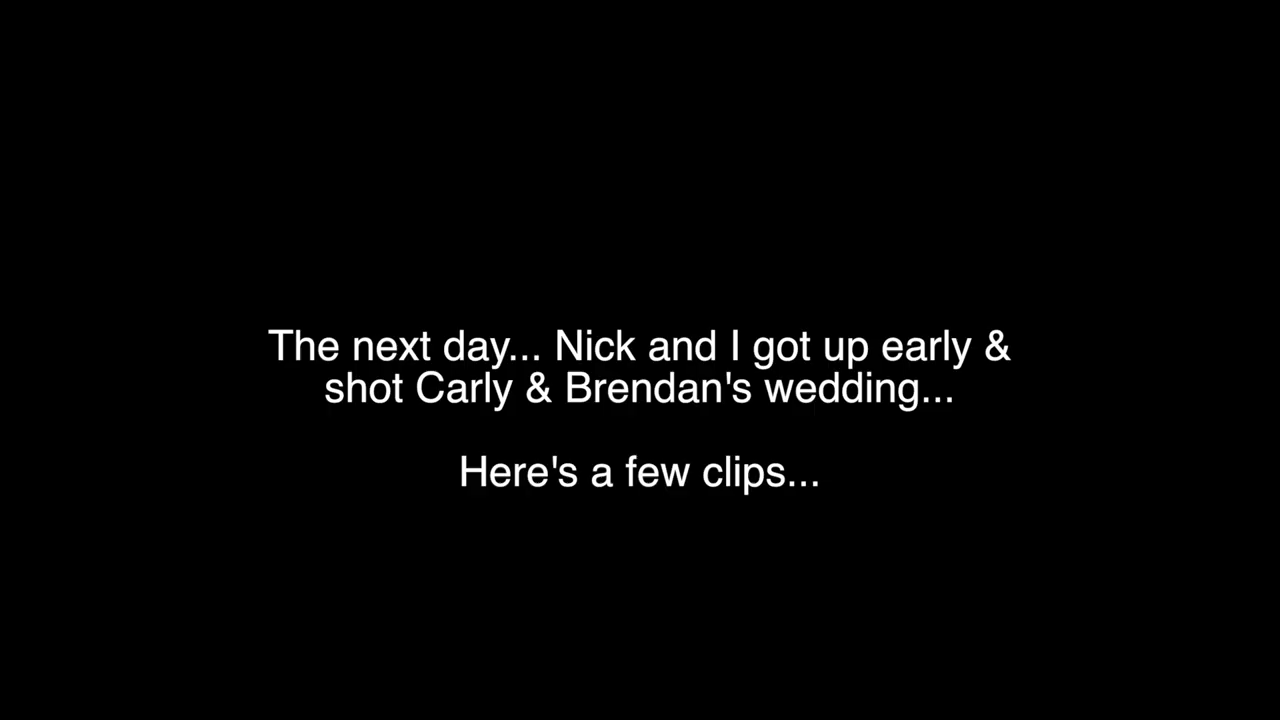 The next day... Nick and I got up early &
shot Carly & Brendan's wedding...
Here's a few clips...